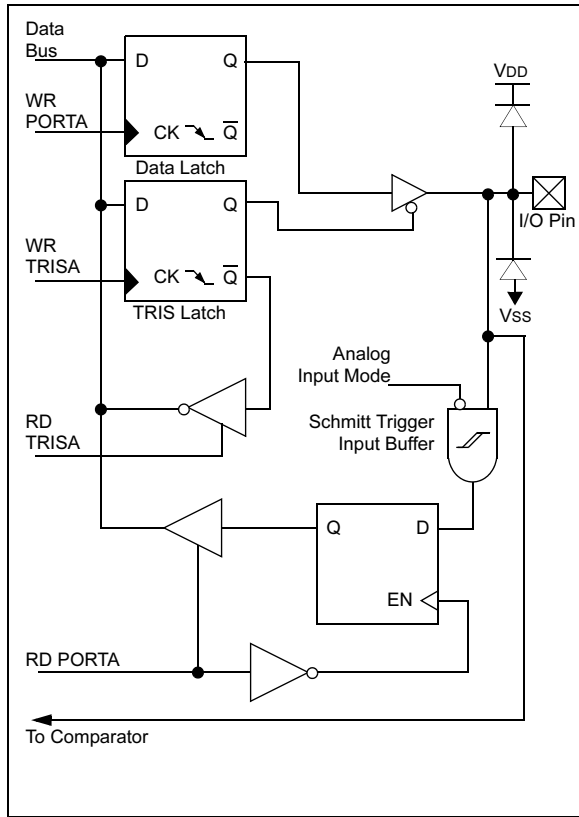 Data
Bus
D
Q
VDD
WR
PORTA
CK
Q̅
Data Latch
I/O Pin
D
Q
WR
TRISA
CK
Q̅
TRIS Latch
VSS
Analog
Input Mode
RD
TRISA
Schmitt Trigger
Input Buffer
Q
D
EN
RD PORTA
To Comparator